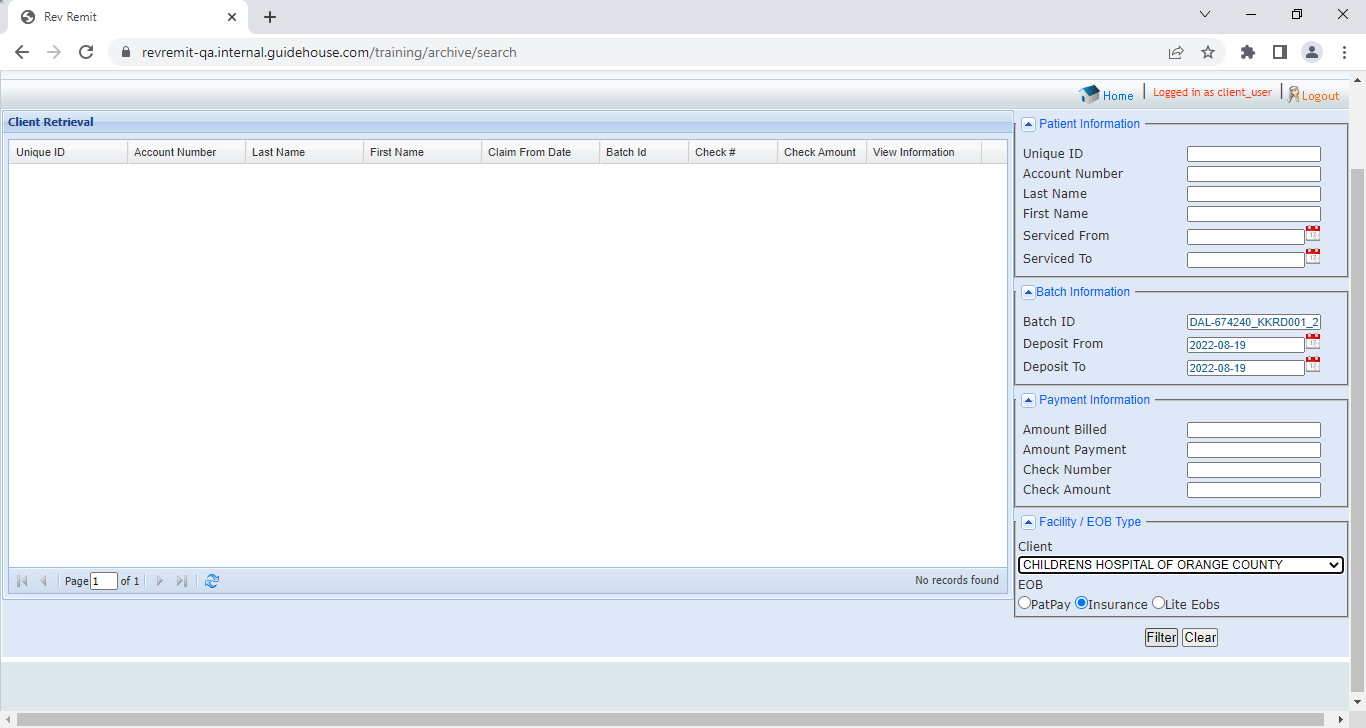 Rev Remit
revremit-qa.internal.guidehouse.com/training/archive/search
Home Logged in as client_user Logout
Client Retrieval
Unique ID Account Number Last Name First Name Claim From Date Batch Id Check # Check Amount View Information
Page 1 of 1 No records found
Patient Information
Unique ID
Account Number
Last Name
First Name
Serviced From
Serviced To
Batch Information
Batch ID DAL-674240_KKRD001_2
Deposit From 2022-08-19
Deposit To 2022-08-19
Payment Information
Amount Billed
Amount Payment
Check Number
Check Amount
Facility / EOB Type
Client
CHILDRENS HOSPITAL OF ORANGE COUNTY
EOB
PatPay Insurance Lite Eobs
Filter Clear